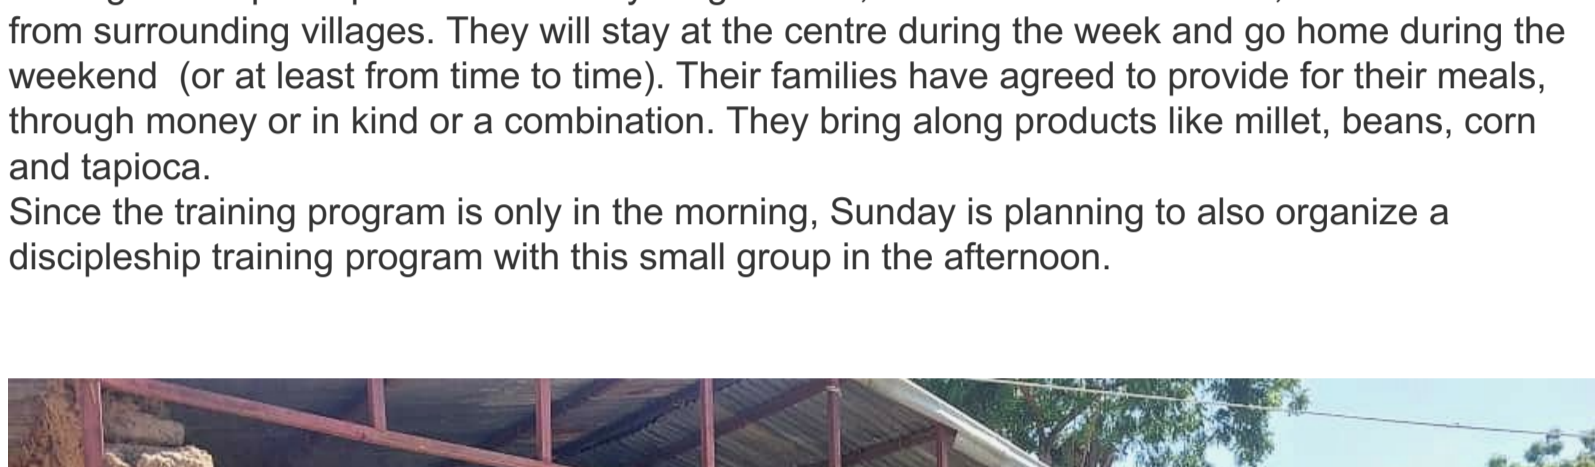 from surrounding villages. They will stay at the centre during the week and go home during the
weekend  (or at least from time to time). Their families have agreed to provide for their meals,
through money or in kind or a combination. They bring along products like millet, beans, corn
and tapioca.
Since the training program is only in the morning, Sunday is planning to also organize a
discipleship training program with this small group in the afternoon.